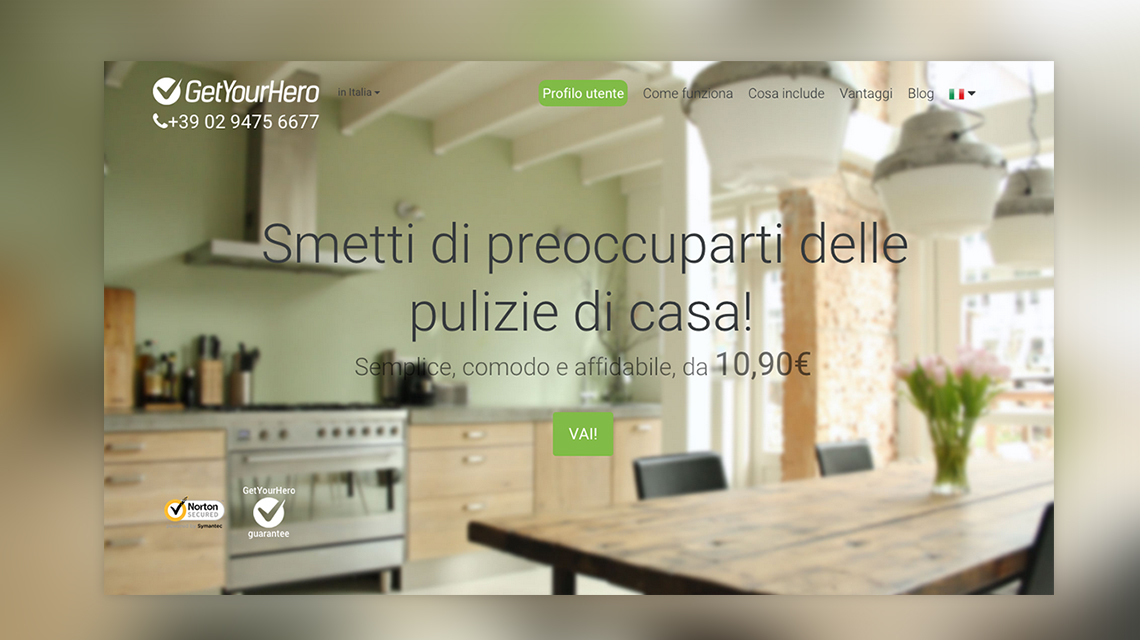 GetYourHero
in Italia
+39 02 9475 6677
Profilo utente
Come funziona
Cosa include
Vantaggi
Blog
Smetti di preoccuparti delle
pulizie di casa!
Semplice, comodo e affidabile, da 10,90€
VAI!
Norton
SECURED
Symantec
GetYourHero
guarantee